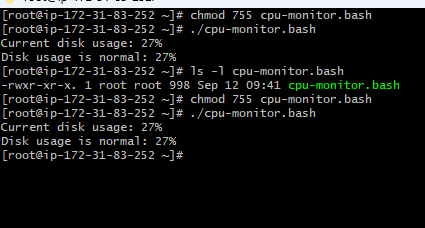 [root@ip-172-31-83-252 ~]# chmod 755 cpu-monitor.bash
[root@ip-172-31-83-252 ~]# ./cpu-monitor.bash
Current disk usage: 27%
Disk usage is normal: 27%
[root@ip-172-31-83-252 ~]# ls -l cpu-monitor.bash
-rwxr-xr-x. 1 root root 998 Sep 12 09:41 cpu-monitor.bash
[root@ip-172-31-83-252 ~]# chmod 755 cpu-monitor.bash
[root@ip-172-31-83-252 ~]# ./cpu-monitor.bash
Current disk usage: 27%
Disk usage is normal: 27%
[root@ip-172-31-83-252 ~]#